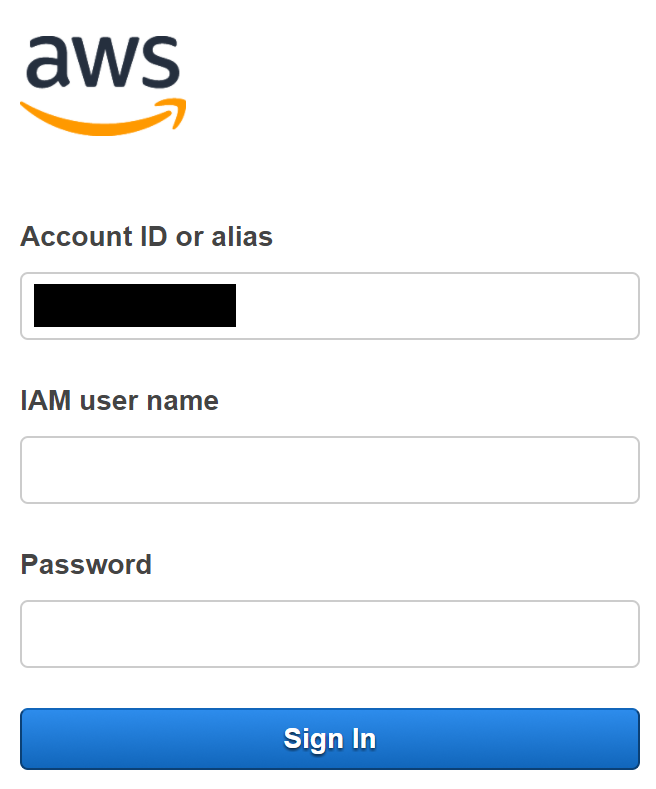 aws
Account ID or alias
IAM user name
Password
Sign In